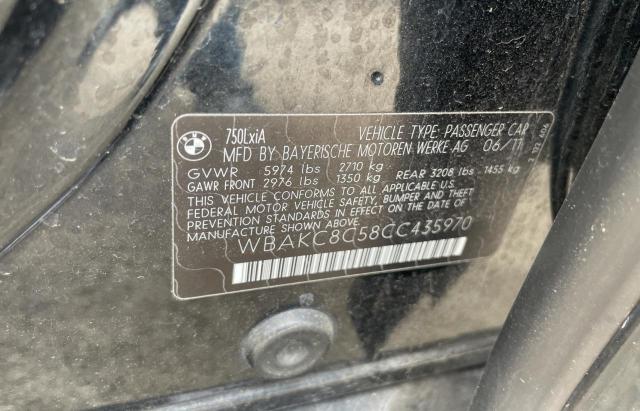 BMW
750LxiA VEHICLE TYPE PASSENGER CAR
MFD BY BAYERISCHE MOTOREN WERKE AG 06/11
GVWR 5974 lbs 2710 kg
GAWR FRONT 2976 lbs 1350 kg REAR 3208 lbs 1455 kg
THIS VEHICLE CONFORMS TO ALL APPLICABLE U.S.
FEDERAL MOTOR VEHICLE SAFETY, BUMPER AND THEFT
PREVENTION STANDARDS IN EFFECT ON THE DATE OF
MANUFACTURE SHOWN ABOVE.
WBAKC8C58CC435970